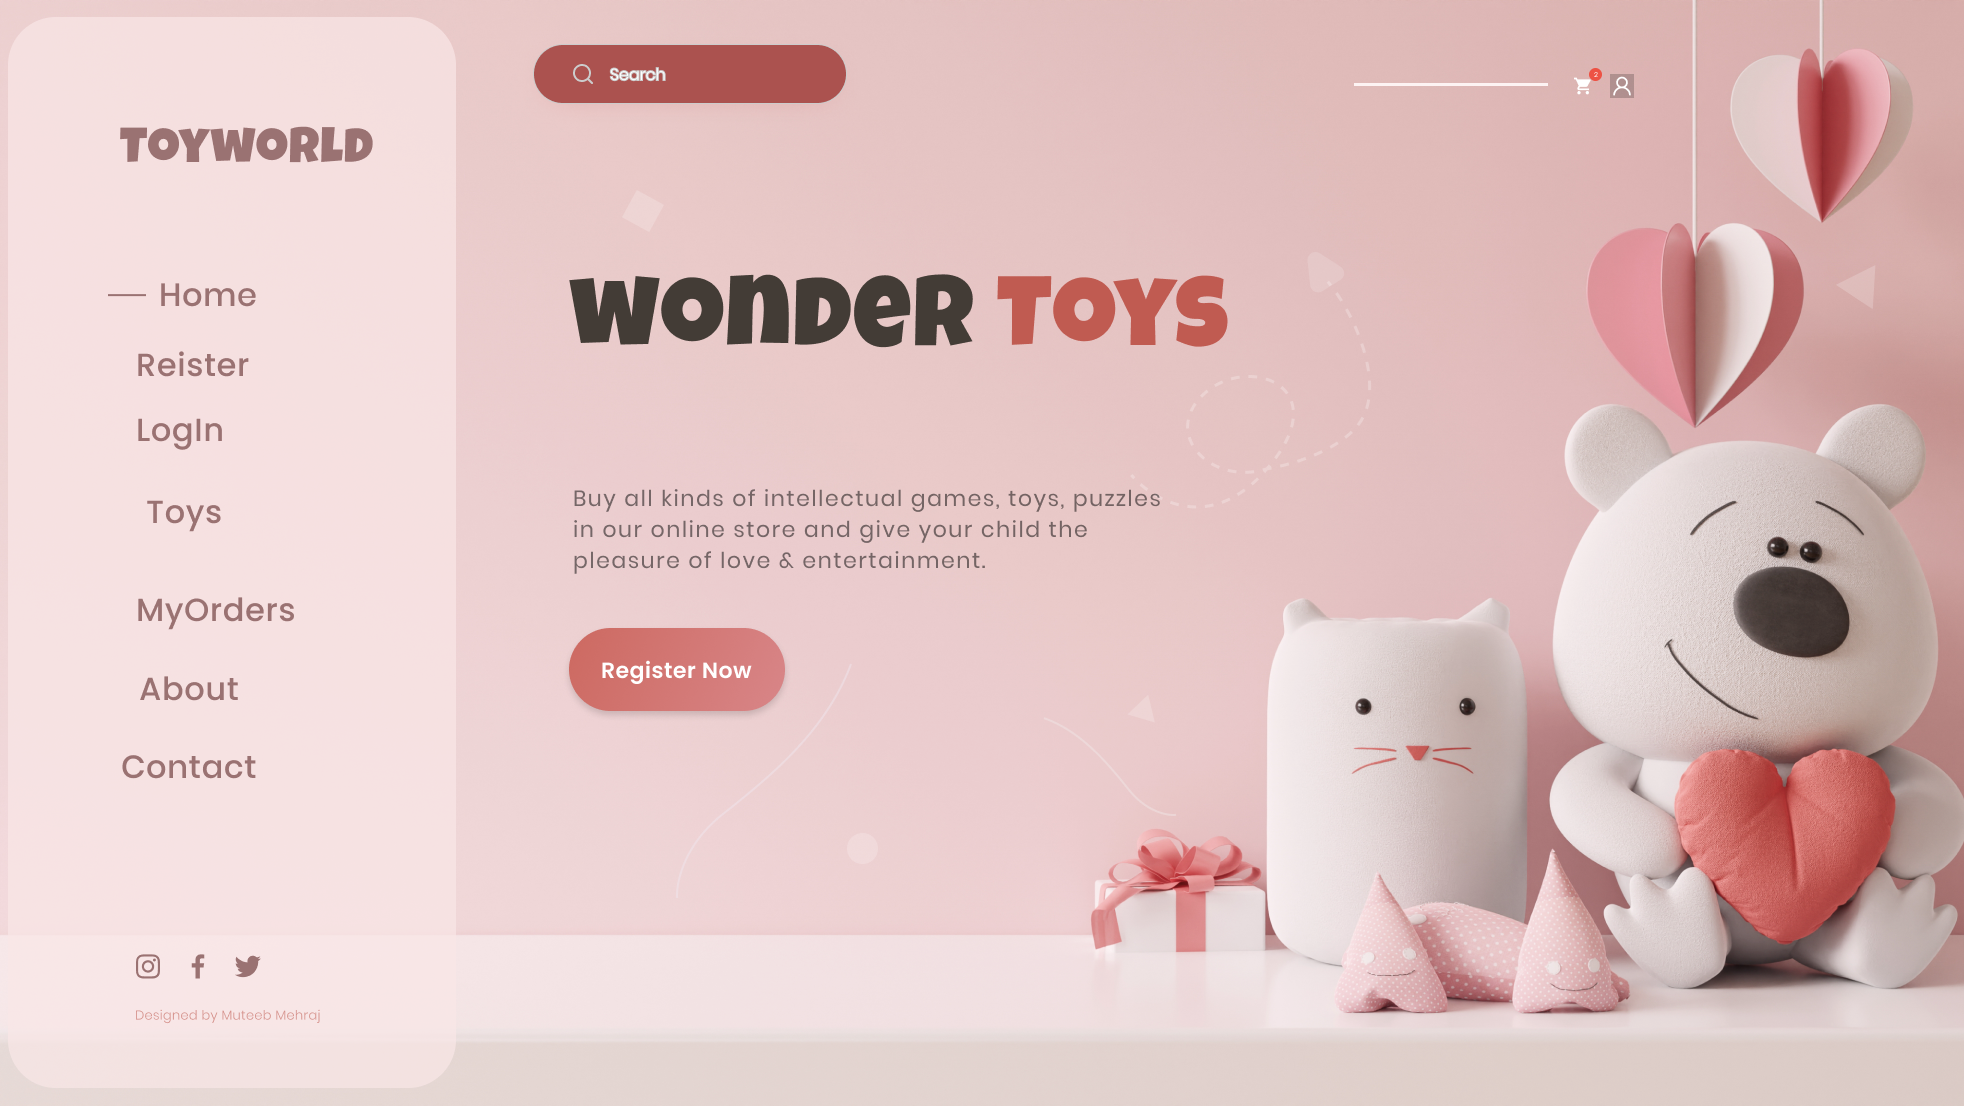 TOYWORLD
Home
Reister
LogIn
Toys
MyOrders
About
Contact
Designed by Muteeb Mehraj
Search
2
WONDER TOYS
Buy all kinds of intellectual games, toys, puzzles
in our online store and give your child the
pleasure of love & entertainment.
Register Now